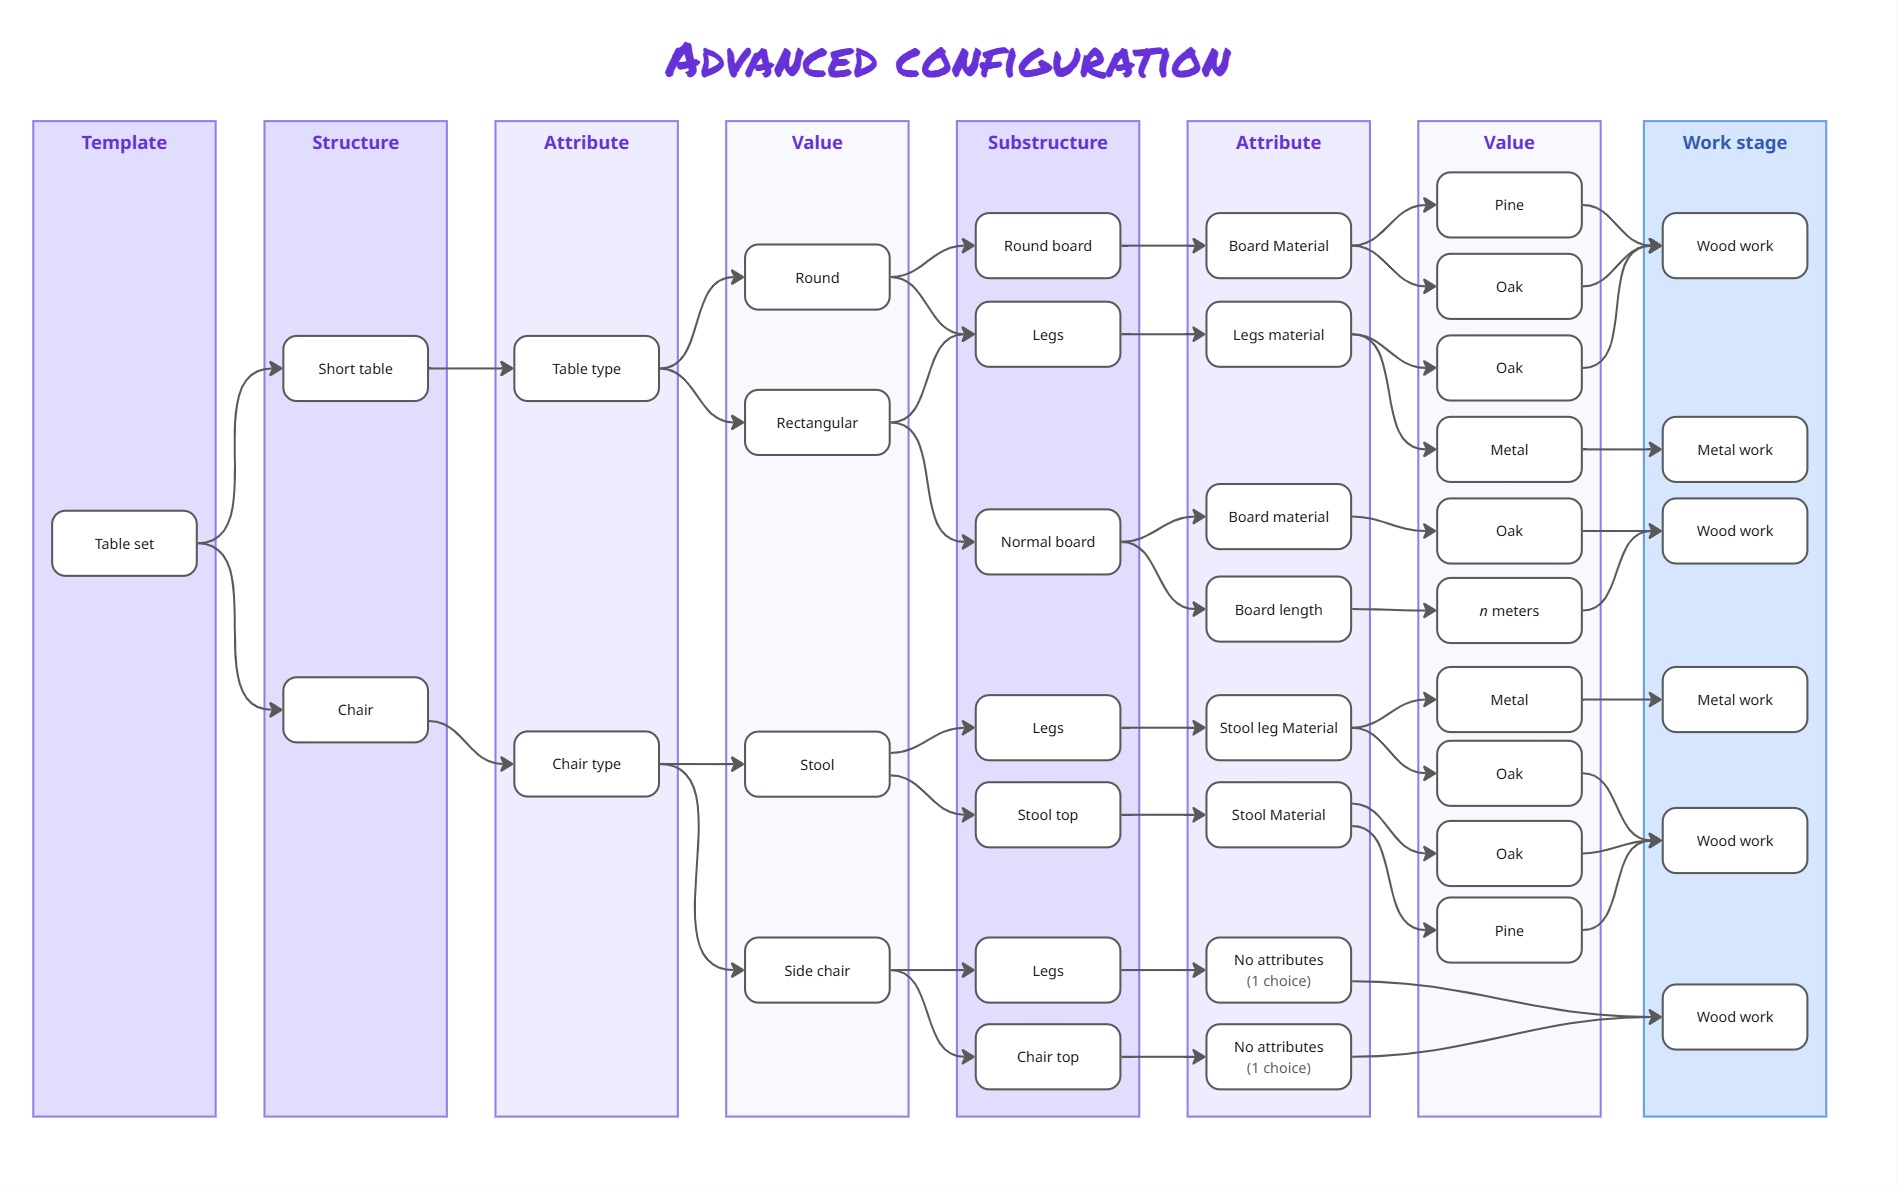 Advanced configuration
Template
Structure
Attribute
Value
Substructure
Attribute
Value
Work stage
Table set
Short table
Chair
Table type
Chair type
Round
Rectangular
Stool
Side chair
Round board
Legs
Normal board
Legs
Stool top
Legs
Chair top
Board Material
Legs material
Board material
Board length
Stool leg Material
Stool Material
No attributes
(1 choice)
No attributes
(1 choice)
Pine
Oak
Oak
Metal
Oak
n meters
Metal
Oak
Oak
Pine
Wood work
Metal work
Wood work
Metal work
Wood work
Wood work